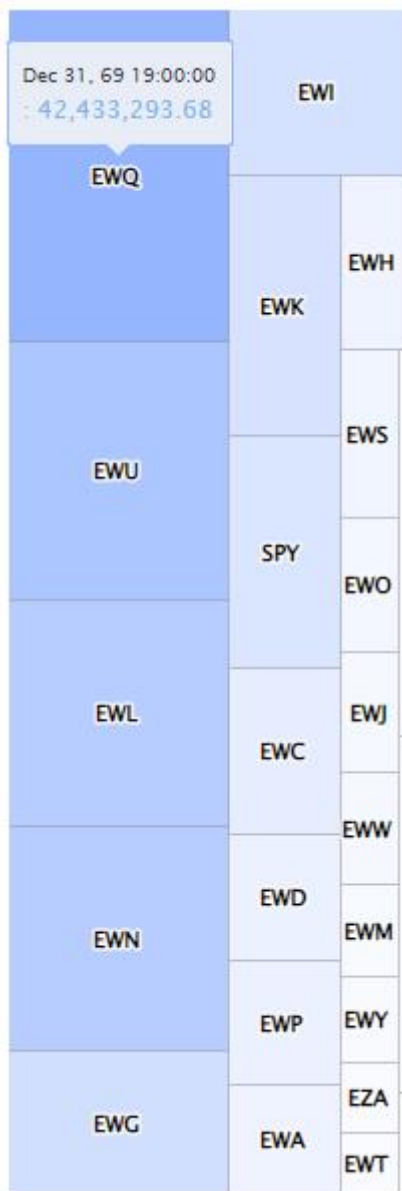 Dec 31, 69 19:00:00
: 42,433,293.68
EWQ
EWI
EWH
EWK
EWS
EWU
SPY
EWO
EWL
EWJ
EWC
EWW
EWD
EWM
EWN
EWP
EWY
EZA
EWG
EWA
EWT